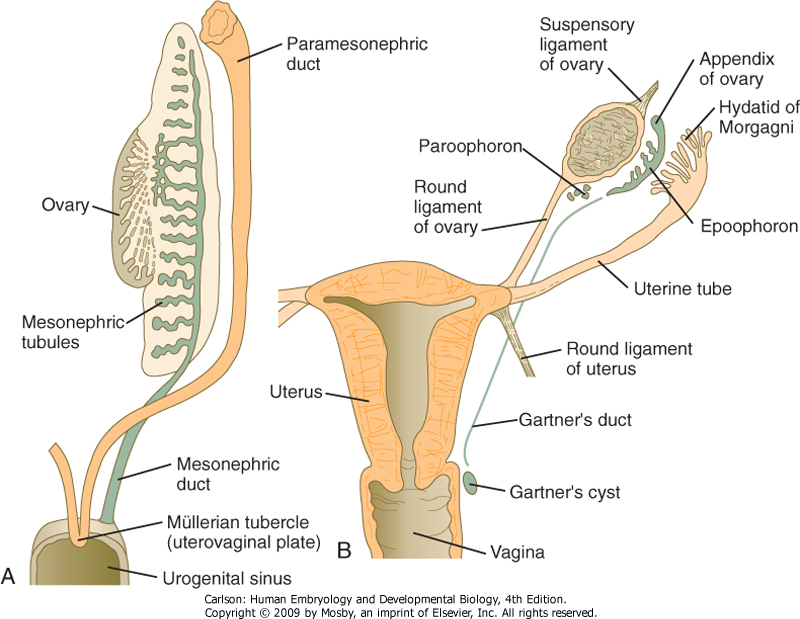 Paramesonephric
duct
Ovary
Mesonephric
tubules
Mesonephric
duct
Müllerian tubercle
(uterovaginal plate)
Urogenital sinus
A
Suspensory
ligament
of ovary
Appendix
of ovary
Hydatid of
Morgagni
Paroophoron
Round
ligament
of ovary
Epoophoron
Uterine tube
Round ligament
of uterus
Uterus
Gartner's duct
Gartner's cyst
Vagina
B
Carlson: Human Embryology and Developmental Biology, 4th Edition.
Copyright © 2009 by Mosby, an imprint of Elsevier, Inc. All rights reserved.